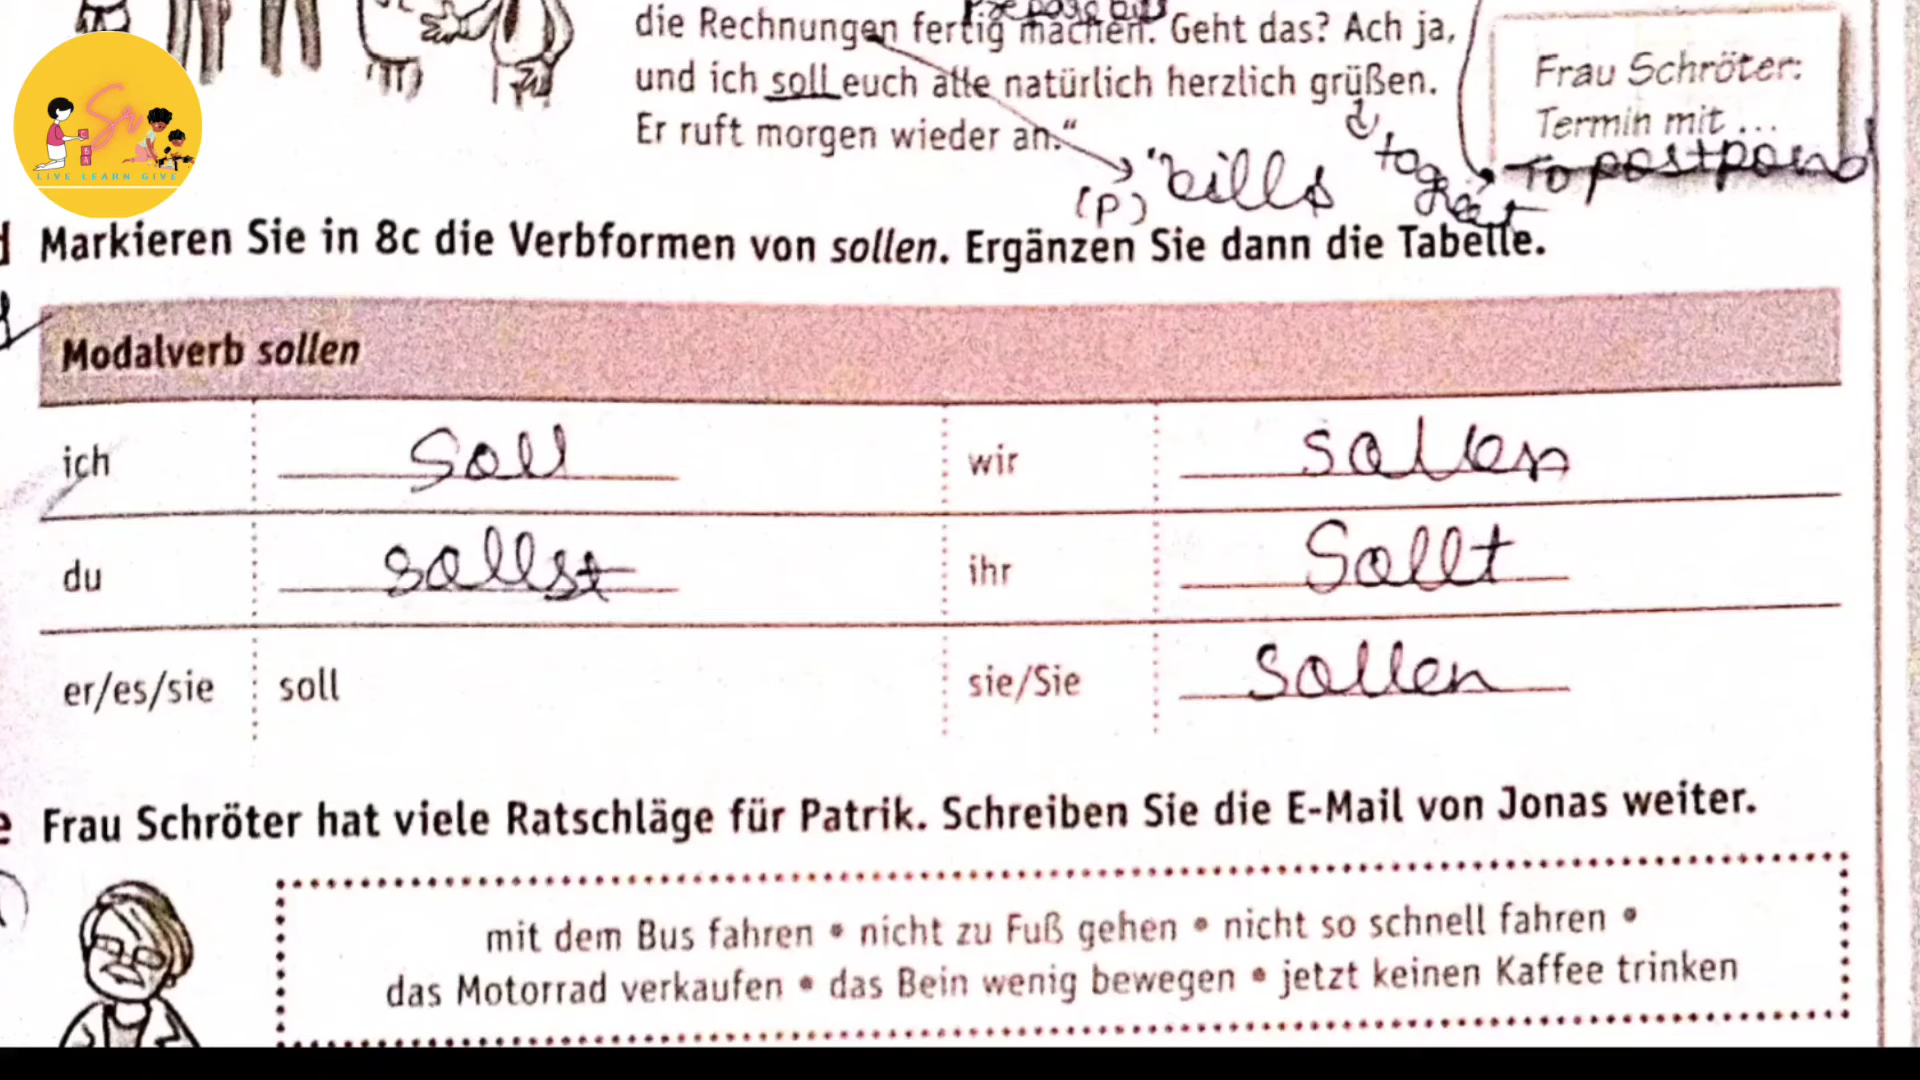 die Rechnungen fertig machen. Geht das? Ach ja,
und ich soll euch alle natürlich herzlich grüßen.
Er ruft morgen wieder an.“
Frau Schröter:
Termin mit ...
To postpond
(P) 'bills
to greet
Sr
LIVE LEARN GIVE
d Markieren Sie in 8c die Verbformen von sollen. Ergänzen Sie dann die Tabelle.
Modalverb sollen
ich soll wir sollen
du sollst ihr sollt
er/es/sie soll sie/Sie sollen
e Frau Schröter hat viele Ratschläge für Patrik. Schreiben Sie die E-Mail von Jonas weiter.
mit dem Bus fahren • nicht zu Fuß gehen • nicht so schnell fahren •
das Motorrad verkaufen • das Bein wenig bewegen • jetzt keinen Kaffee trinken